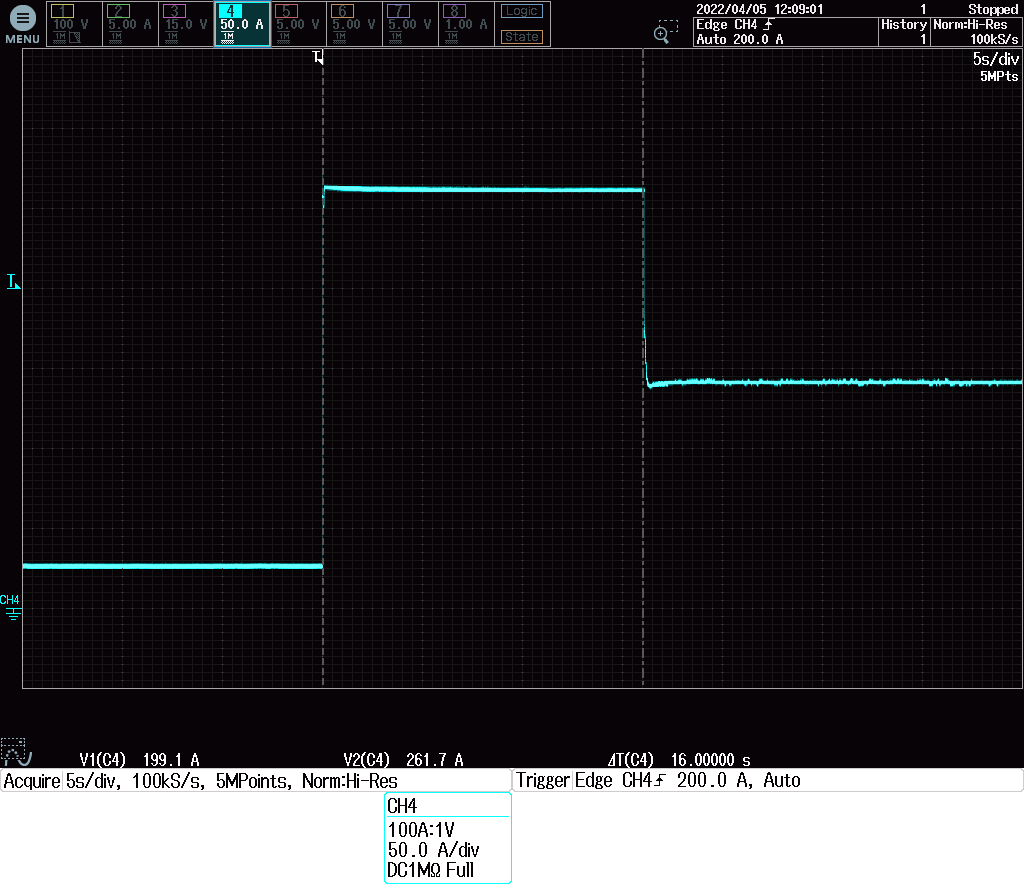 MENU
1 100 V 1M
2 5.00 A 1M
3 15.0 V 1M
4 50.0 A 1M
5 5.00 V 1M
6 5.00 V 1M
7 5.00 V 1M
8 1.00 A 1M
Logic
State
2022/04/05 12:09:01 1 Stopped
Edge CH4
Auto 200.0 A
History
1
Norm:Hi-Res
100kS/s
T
5s/div
5MPts
T
CH4
V1(C4) 199.1 A V2(C4) 261.7 A ΔT(C4) 16.00000 s
Acquire 5s/div, 100kS/s, 5MPoints, Norm:Hi-Res
Trigger Edge CH4 200.0 A, Auto
CH4
100A:1V
50.0 A/div
DC1MΩ Full